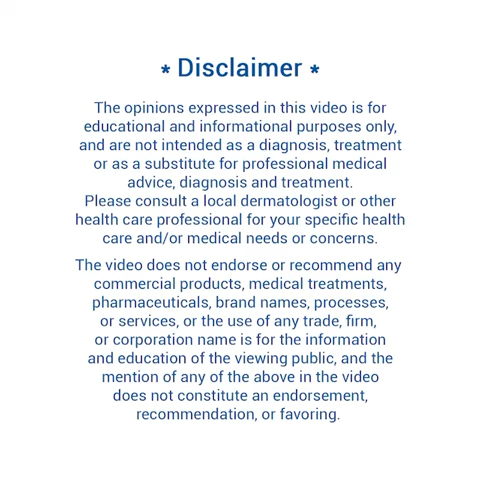 * Disclaimer *
The opinions expressed in this video is for
educational and informational purposes only,
and are not intended as a diagnosis, treatment
or as a substitute for professional medical
advice, diagnosis and treatment.
Please consult a local dermatologist or other
health care professional for your specific health
care and/or medical needs or concerns.
The video does not endorse or recommend any
commercial products, medical treatments,
pharmaceuticals, brand names, processes,
or services, or the use of any trade, firm,
or corporation name is for the information
and education of the viewing public, and the
mention of any of the above in the video
does not constitute an endorsement,
recommendation, or favoring.